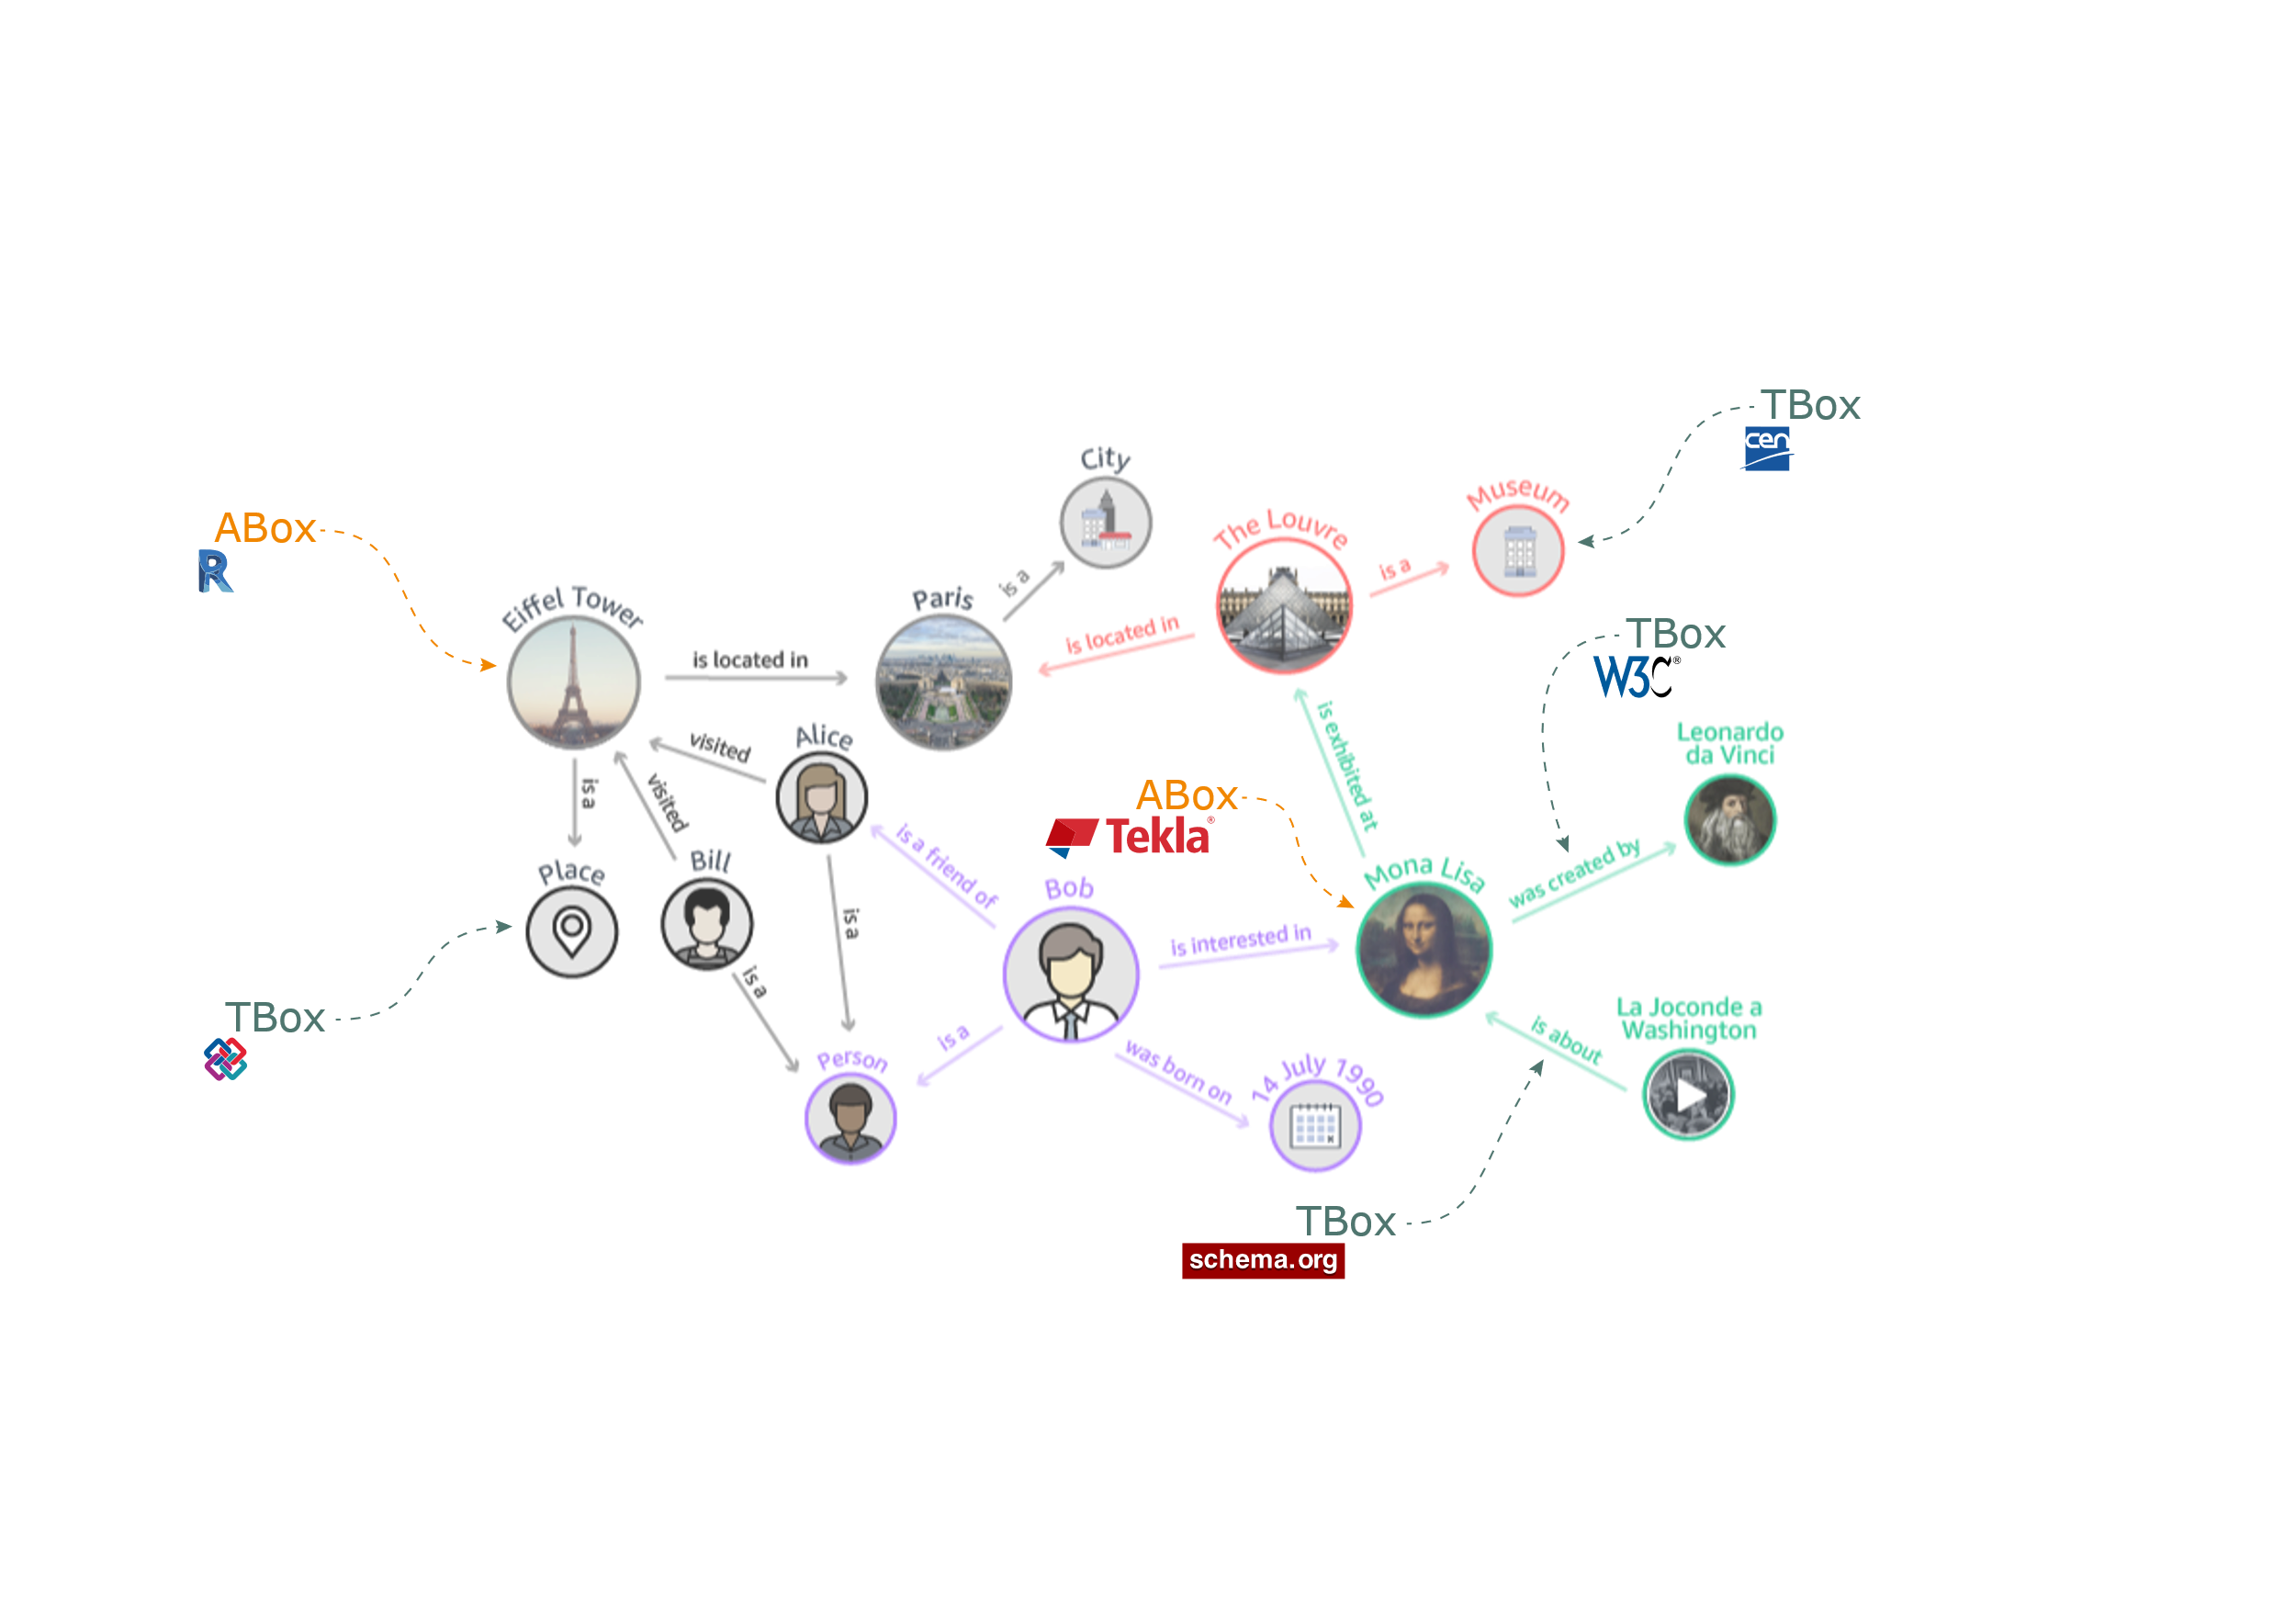 TBox
cen
City
Museum
ABox
R
The Louvre
is a
is a
Eiffel Tower
Paris
is located in
TBox
W3C®
is located in
is exhibited at
Leonardo
da Vinci
visited
Alice
is a
visited
ABox
Tekla®
is a friend of
was created by
Place
Bill
Mona Lisa
Bob
is a
is interested in
is a
TBox
La Joconde a
Washington
is about
is a
Person
was born on
14 July 1990
TBox
schema.org